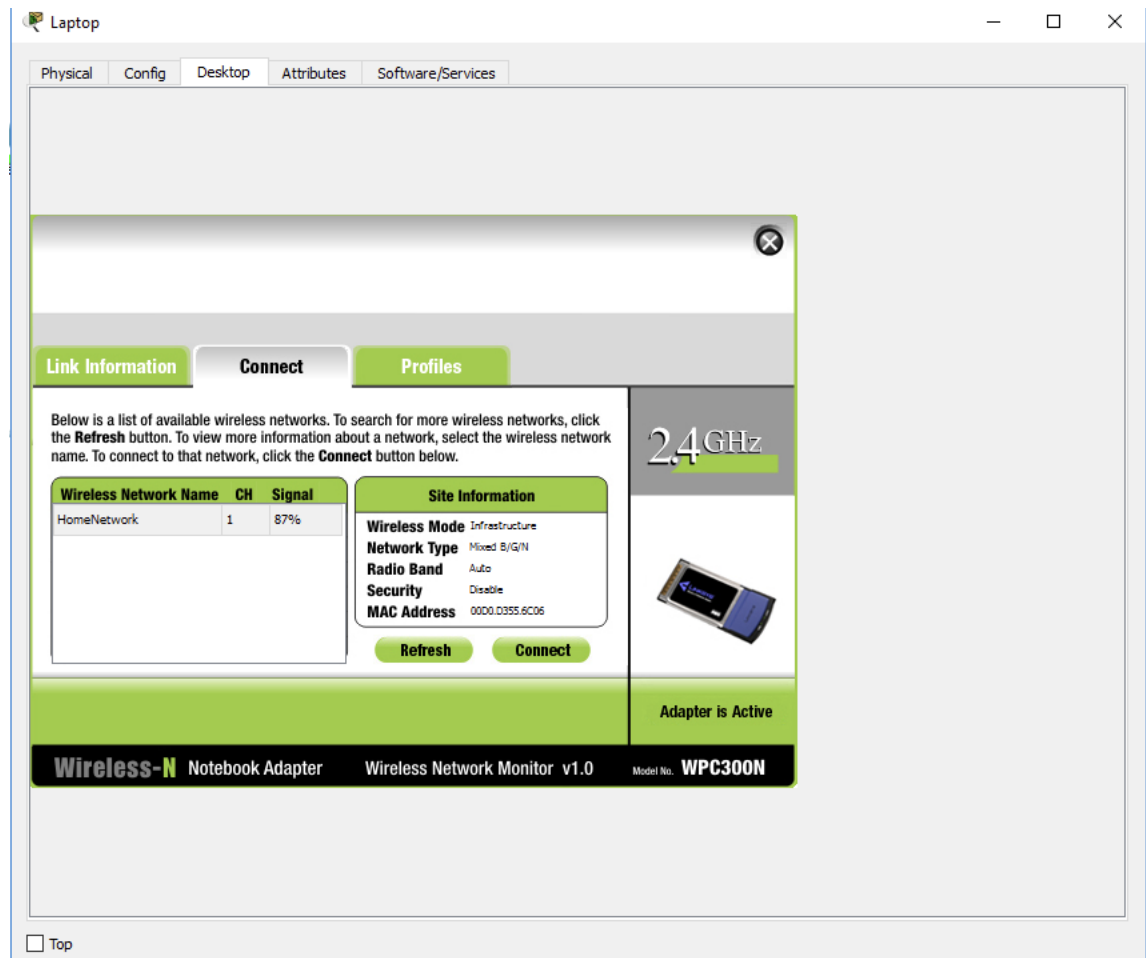 Laptop
Physical Config Desktop Attributes Software/Services
Link Information Connect Profiles
Below is a list of available wireless networks. To search for more wireless networks, click
the Refresh button. To view more information about a network, select the wireless network
name. To connect to that network, click the Connect button below.
2.4GHz
Wireless Network Name CH Signal
HomeNetwork 1 87%
Site Information
Wireless Mode Infrastructure
Network Type Mixed B/G/N
Radio Band Auto
Security Disable
MAC Address 00D0.D355.6C06
Refresh Connect
Adapter is Active
Wireless-N Notebook Adapter Wireless Network Monitor v1.0 Model No. WPC300N
Top